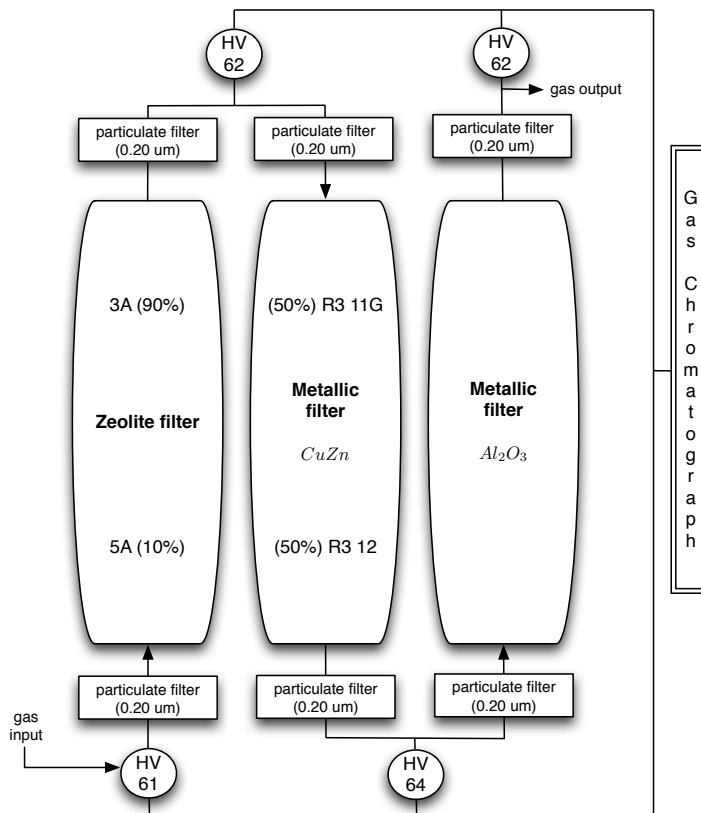 HV
62
HV
62
gas output
particulate filter
(0.20 um)
particulate filter
(0.20 um)
particulate filter
(0.20 um)
3A (90%)
Zeolite filter
5A (10%)
(50%) R3 11G
Metallic
filter
CuZn
(50%) R3 12
Metallic
filter
Al₂O₃
Gas Chromatograph
particulate filter
(0.20 um)
particulate filter
(0.20 um)
particulate filter
(0.20 um)
gas
input
HV
61
HV
64